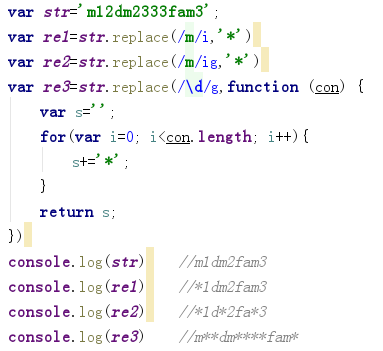 var str='m12dm2333fam3';
var re1=str.replace(/m/i,'*')
var re2=str.replace(/m/ig,'*')
var re3=str.replace(/\d/g,function (con) {
var s='';
for(var i=0; i<con.length; i++){
s+='*';
}
return s;
})
console.log(str) //m1dm2fam3
console.log(re1) //*1dm2fam3
console.log(re2) //*1d*2fa*3
console.log(re3) //m**dm****fam*